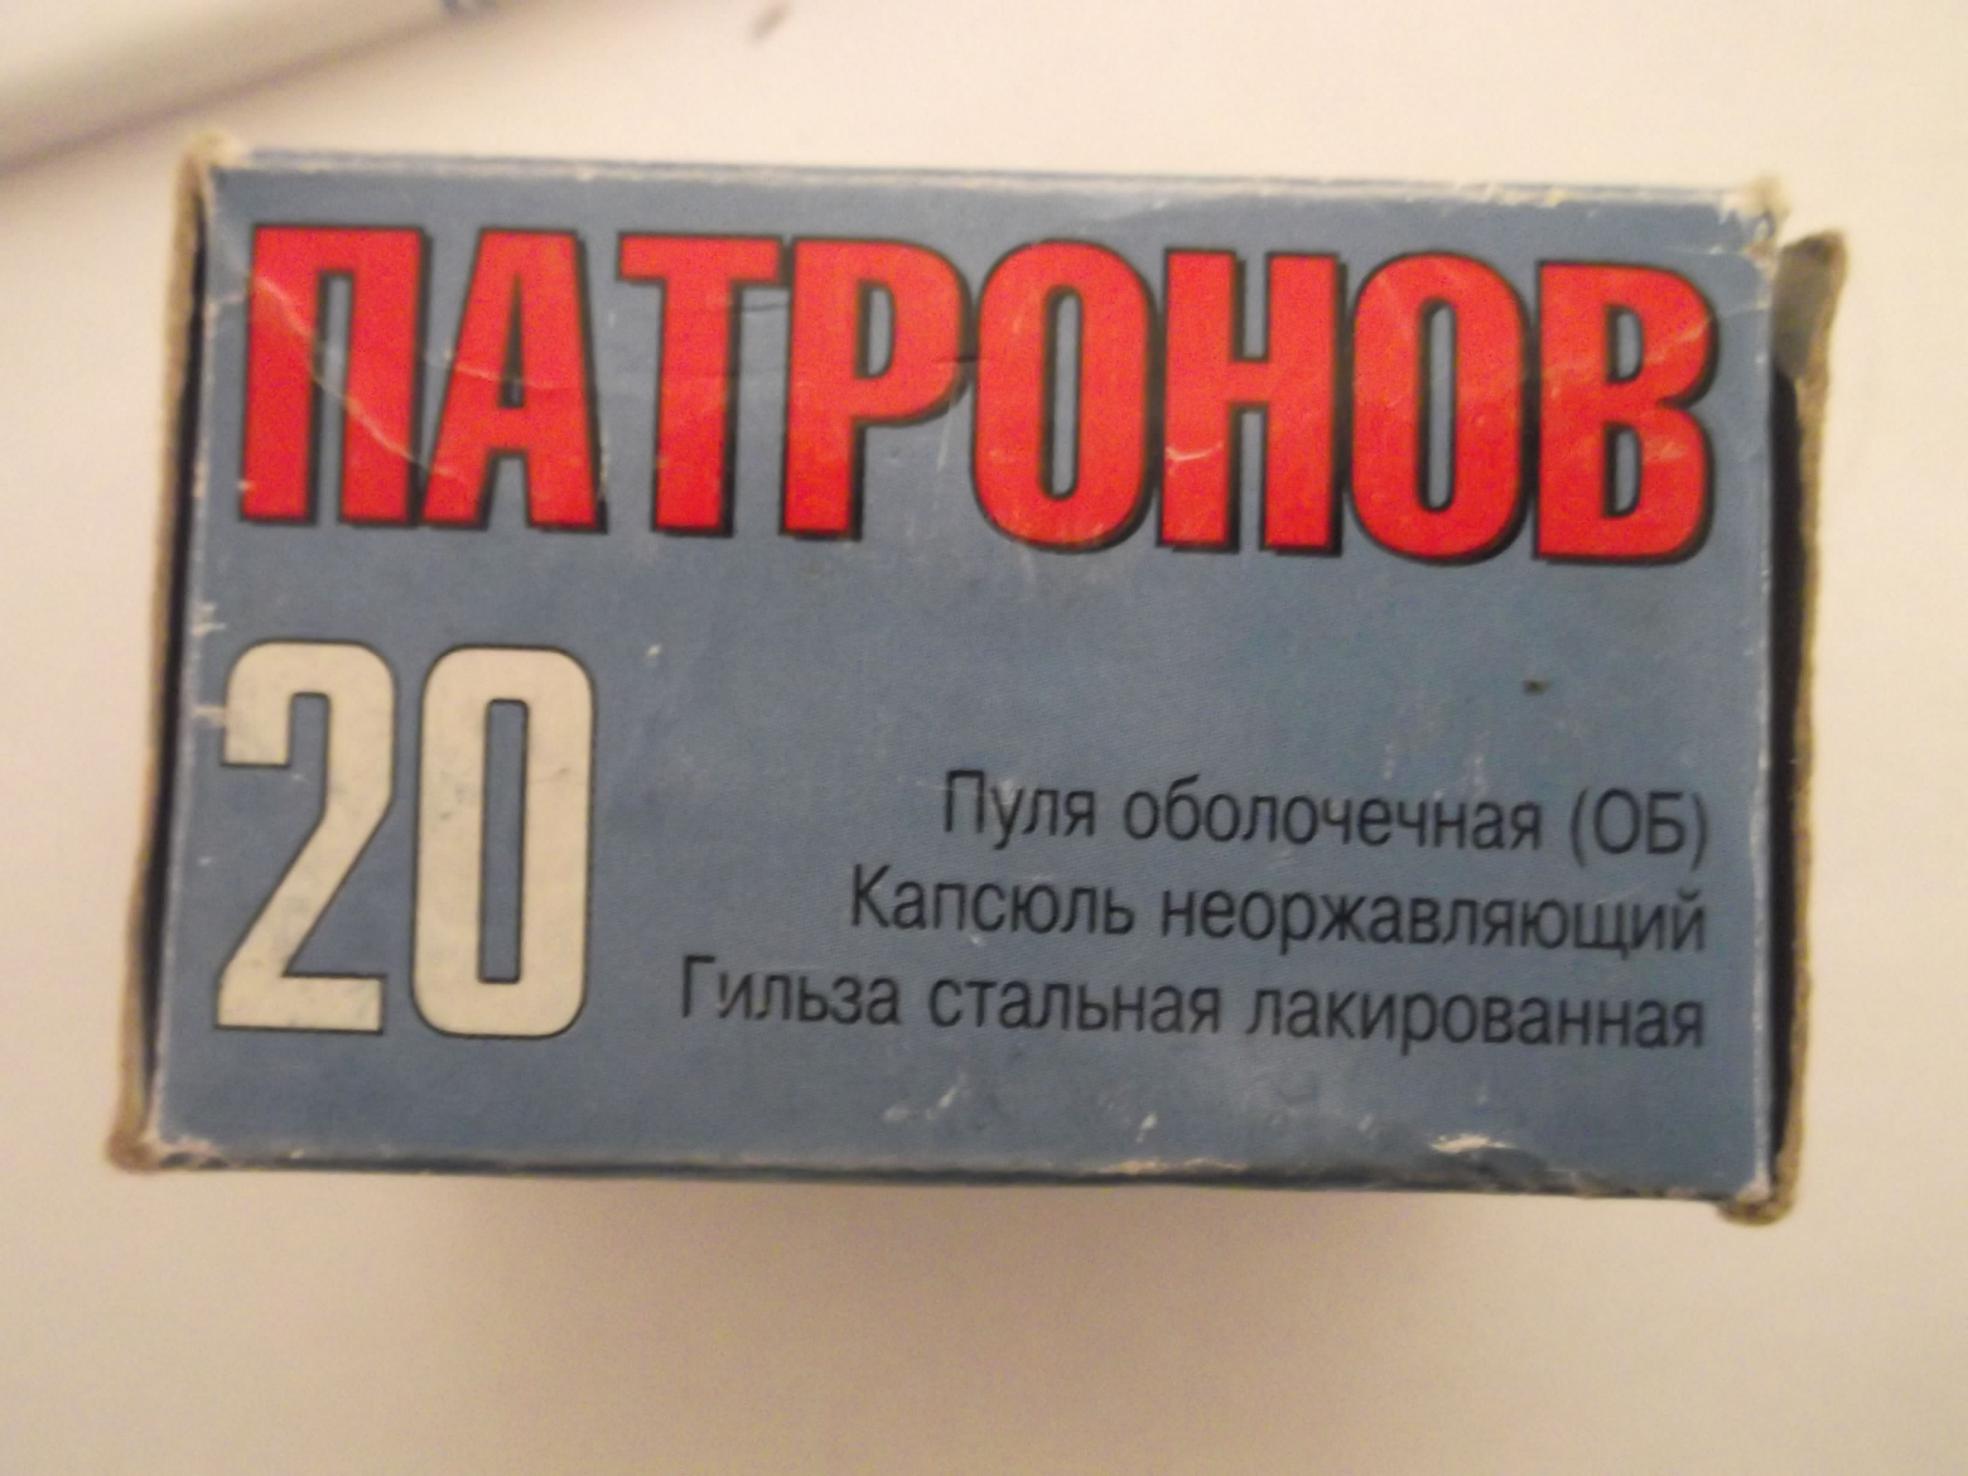 ПАТРОНОВ
20
Пуля оболочечная (ОБ)
Капсюль неоржавляющий
Гильза стальная лакированная